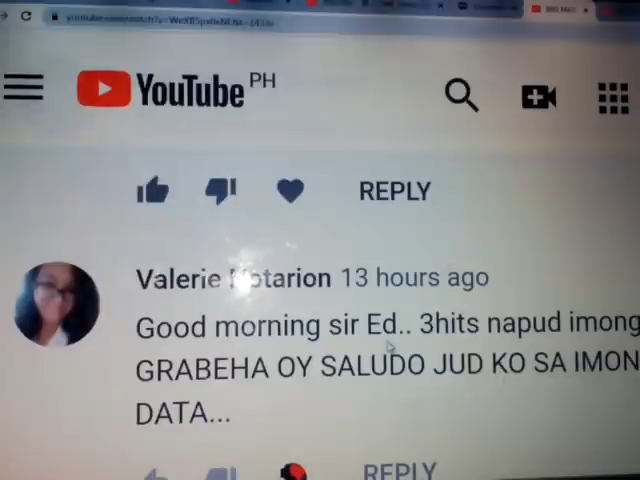 YouTube PH
REPLY
Valerie 13 hours ago
Good morning sir Ed.. 3hits napud imong
GRABEHA OY SALUDO JUD KO SA IMON
DATA...
REPLY